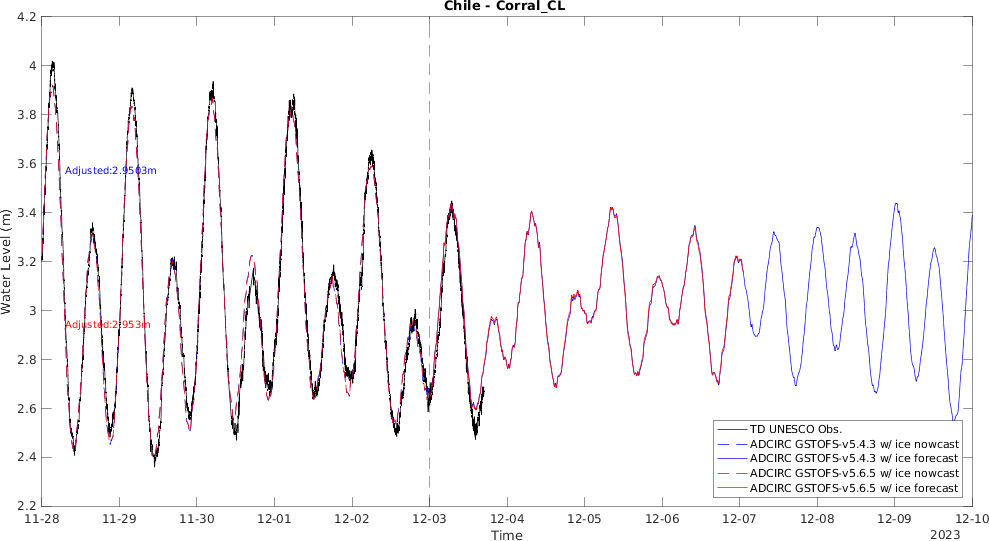 Chile - Corral_CL
4.2
4
3.8
3.6
3.4
3.2
3
2.8
2.6
2.4
2.2
Water Level (m)
Adjusted:2.9503m
Adjusted:2.953m
TD UNESCO Obs.
ADCIRC GSTOFS-v5.4.3 w/ ice nowcast
ADCIRC GSTOFS-v5.4.3 w/ ice forecast
ADCIRC GSTOFS-v5.6.5 w/ ice nowcast
ADCIRC GSTOFS-v5.6.5 w/ ice forecast
11-28 11-29 11-30 12-01 12-02 12-03 12-04 12-05 12-06 12-07 12-08 12-09 12-10
Time
2023